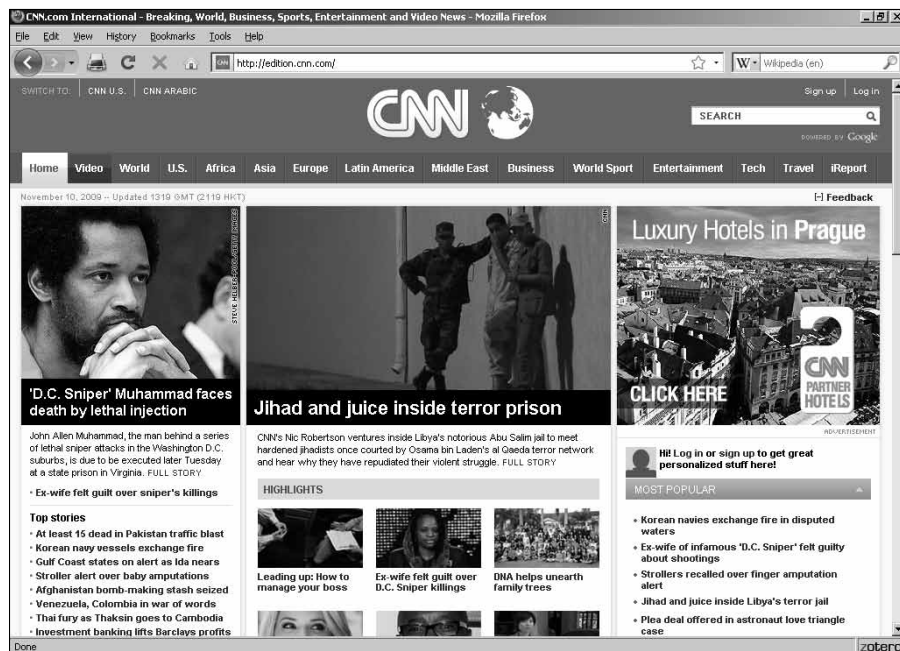 CNN.com International - Breaking, World, Business, Sports, Entertainment and Video News - Mozilla Firefox
File Edit View History Bookmarks Tools Help
CNN http://edition.cnn.com/ W Wikipedia (en)
SWITCH TO: CNN U.S. CNN ARABIC
CNN
Sign up Log in
SEARCH
POWERED BY Google
Home Video World U.S. Africa Asia Europe Latin America Middle East Business World Sport Entertainment Tech Travel iReport
November 10, 2009 -- Updated 1319 GMT (2119 HKT)
[-] Feedback
STEVE HELBER-POOL/GETTY IMAGES
'D.C. Sniper' Muhammad faces
death by lethal injection
John Allen Muhammad, the man behind a series
of lethal sniper attacks in the Washington D.C.
suburbs, is due to be executed later Tuesday
at a state prison in Virginia. FULL STORY
• Ex-wife felt guilt over sniper's killings
Top stories
• At least 15 dead in Pakistan traffic blast
• Korean navy vessels exchange fire
• Gulf Coast states on alert as Ida nears
• Stroller alert over baby amputations
• Afghanistan bomb-making stash seized
• Venezuela, Colombia in war of words
• Thai fury as Thaksin goes to Cambodia
• Investment banking lifts Barclays profits
CNN
Jihad and juice inside terror prison
CNN's Nic Robertson ventures inside Libya's notorious Abu Salim jail to meet
hardened jihadists once courted by Osama bin Laden's al Qaeda terror network
and hear why they have repudiated their violent struggle. FULL STORY
HIGHLIGHTS
Leading up: How to
manage your boss
Ex-wife felt guilt over
D.C. Sniper killings
DNA helps unearth
family trees
Luxury Hotels in Prague
CLICK HERE
CNN
PARTNER
HOTELS
ADVERTISEMENT
Hi! Log in or sign up to get great
personalized stuff here!
MOST POPULAR
• Korean navies exchange fire in disputed
waters
• Ex-wife of infamous 'D.C. Sniper' felt guilty
about shootings
• Strollers recalled over finger amputation
alert
• Jihad and juice inside Libya's terror jail
• Plea deal offered in astronaut love triangle
case
Done
zotero